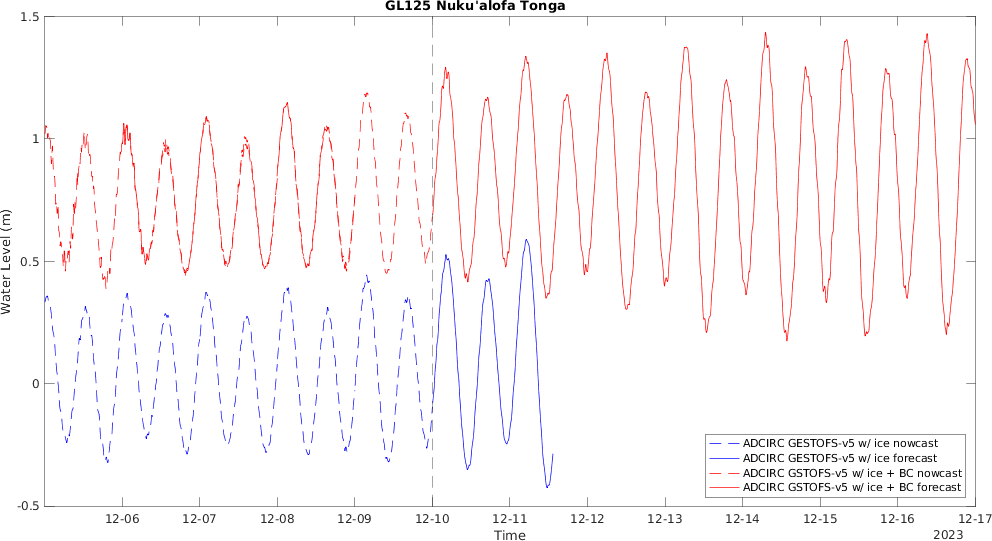 GL125 Nuku'alofa Tonga
1.5
1
0.5
0
-0.5
Water Level (m)
12-06
12-07
12-08
12-09
12-10
12-11
12-12
12-13
12-14
12-15
12-16
12-17
Time
2023
ADCIRC GESTOFS-v5 w/ ice nowcast
ADCIRC GESTOFS-v5 w/ ice forecast
ADCIRC GSTOFS-v5 w/ ice + BC nowcast
ADCIRC GSTOFS-v5 w/ ice + BC forecast